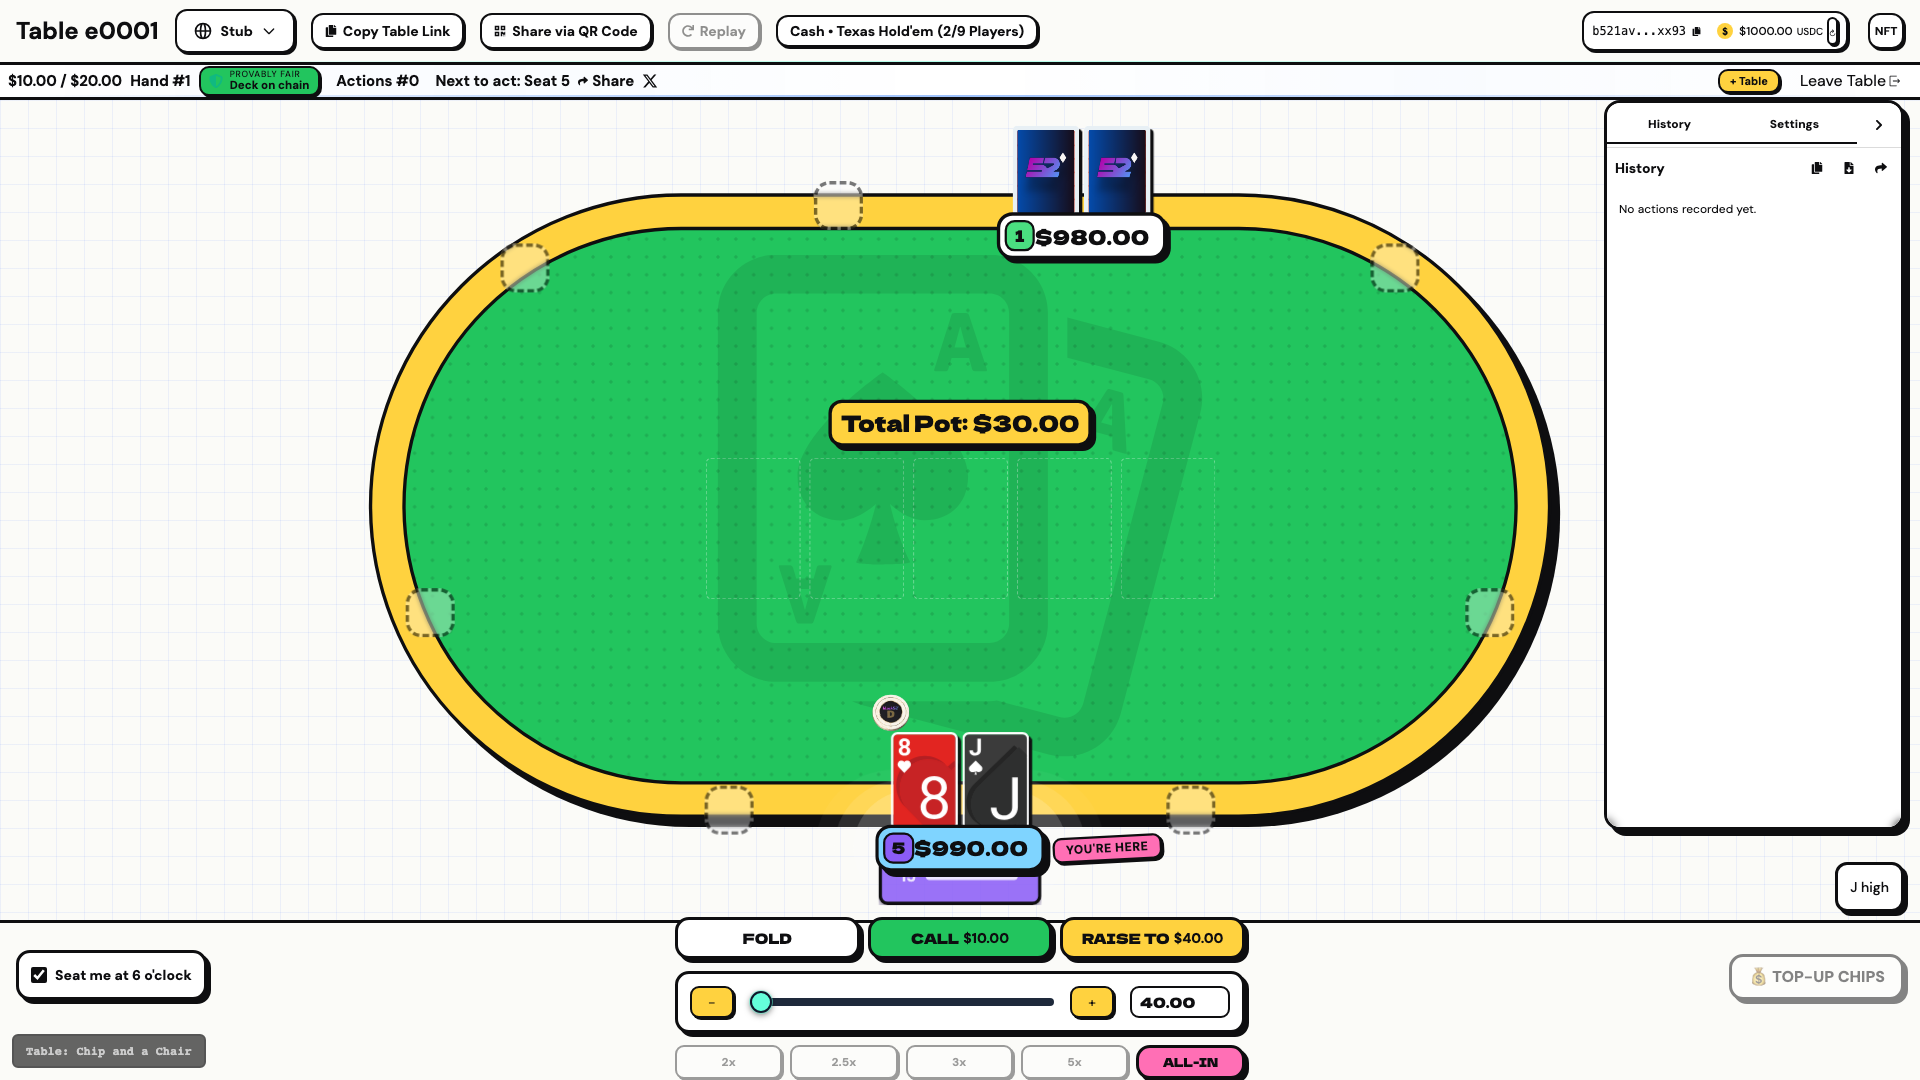 Table e0001
Stub
Copy Table Link
Share via QR Code
Replay
Cash • Texas Hold'em (2/9 Players)
b521av...xx93
$ $1000.00 USDC
NFT
$10.00 / $20.00
Hand #1
PROVABLY FAIR
Deck on chain
Actions #0
Next to act: Seat 5
Share
+ Table
Leave Table
History
Settings
History
No actions recorded yet.
52
52
1 $980.00
A
A
A
Total Pot: $30.00
D
8
8
J
J
5 $990.00
YOU'RE HERE
J high
FOLD
CALL $10.00
RAISE TO $40.00
Seat me at 6 o'clock
-
+
40.00
TOP-UP CHIPS
Table: Chip and a Chair
2x
2.5x
3x
5x
ALL-IN